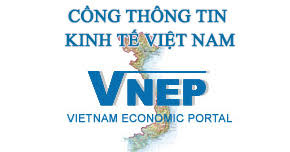 CỔNG THÔNG TIN
KINH TẾ VIỆT NAM
VNEP
VIETNAM ECONOMIC PORTAL